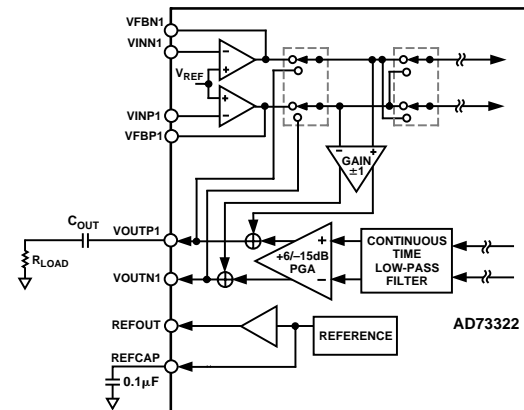 VFBN1
VINN1
VREF
VINP1
VFBP1
GAIN
±1
COUT
VOUTP1
RLOAD
VOUTN1
+6/–15dB
PGA
CONTINUOUS
TIME
LOW-PASS
FILTER
REFOUT
REFERENCE
AD73322
REFCAP
0.1µF